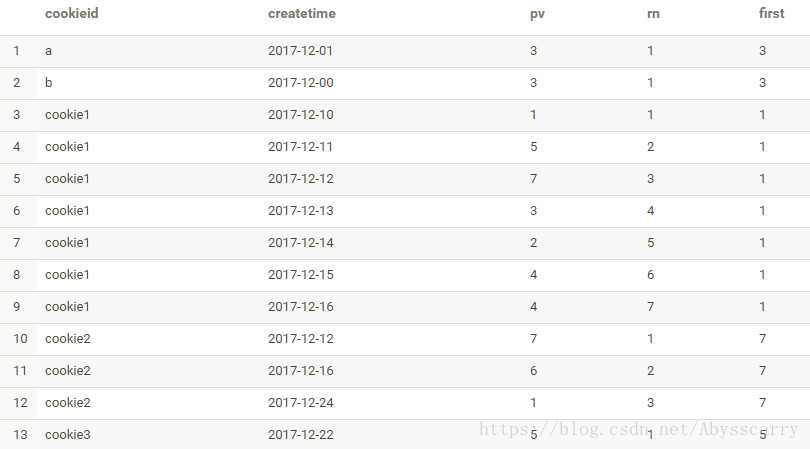 cookieid createtime pv rn first
1 a 2017-12-01 3 1 3
2 b 2017-12-00 3 1 3
3 cookie1 2017-12-10 1 1 1
4 cookie1 2017-12-11 5 2 1
5 cookie1 2017-12-12 7 3 1
6 cookie1 2017-12-13 3 4 1
7 cookie1 2017-12-14 2 5 1
8 cookie1 2017-12-15 4 6 1
9 cookie1 2017-12-16 4 7 1
10 cookie2 2017-12-12 7 1 7
11 cookie2 2017-12-16 6 2 7
12 cookie2 2017-12-24 1 3 7
13 cookie3 2017-12-22 5 1 5
https://blog.csdn.net/Abysscarry